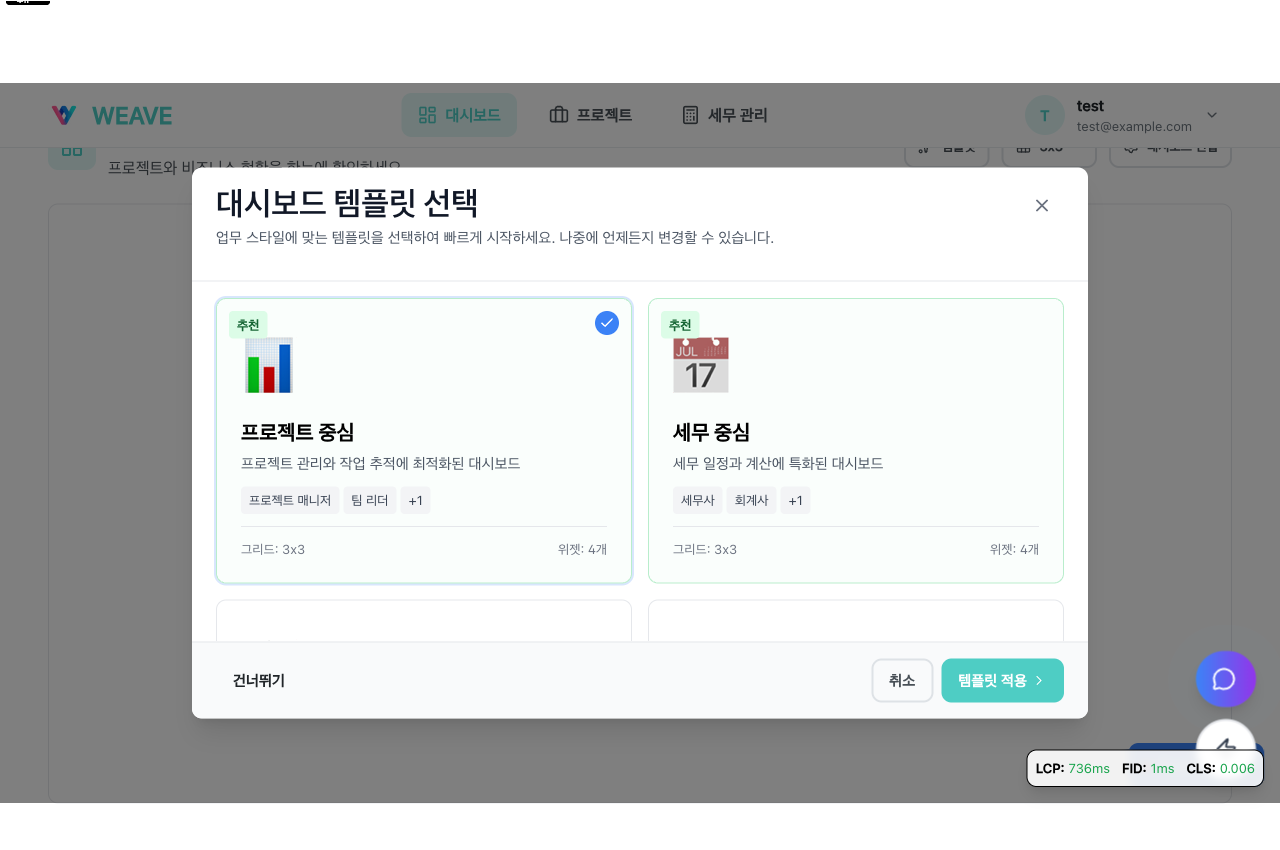 WEAVE
대시보드
프로젝트
세무 관리
T
test
test@example.com
프로젝트와 비즈니스 현황을 한눈에 확인하세요
템플릿
3x3
대시보드 선택
업무 스타일에 맞는 템플릿을 선택하여 빠르게 시작하세요. 나중에 언제든지 변경할 수 있습니다.
추천
프로젝트 중심
프로젝트 관리와 작업 추적에 최적화된 대시보드
프로젝트 매니저
팀 리더
+1
그리드: 3x3
위젯: 4개
추천
JUL
17
세무 중심
세무 일정과 계산에 특화된 대시보드
세무사
회계사
+1
그리드: 3x3
위젯: 4개
건너뛰기
취소
템플릿 적용
LCP: 736ms FID: 1ms CLS: 0.006